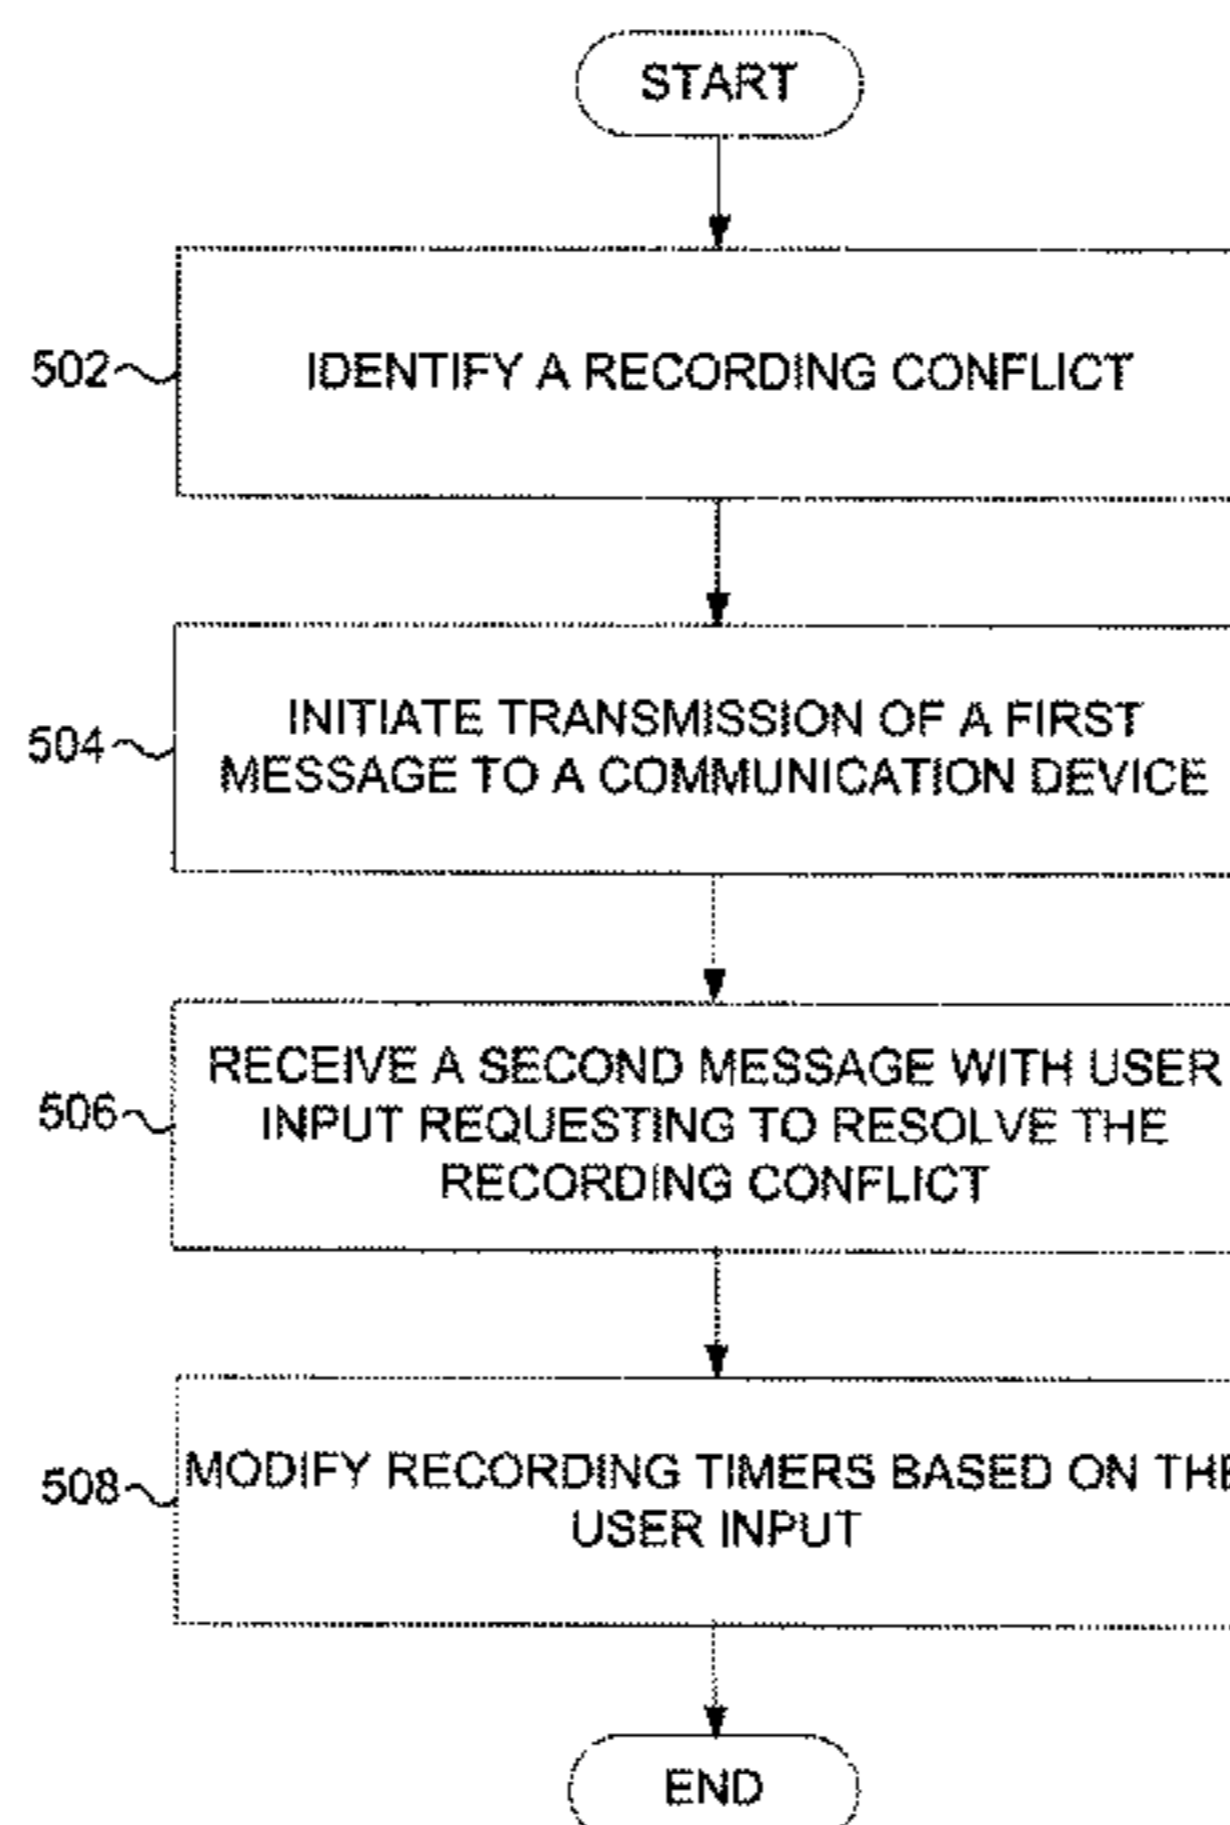 START
502
IDENTIFY A RECORDING CONFLICT
504
INITIATE TRANSMISSION OF A FIRST
MESSAGE TO A COMMUNICATION DEVICE
506
RECEIVE A SECOND MESSAGE WITH USER
INPUT REQUESTING TO RESOLVE THE
RECORDING CONFLICT
508
MODIFY RECORDING TIMERS BASED ON THE
USER INPUT
END